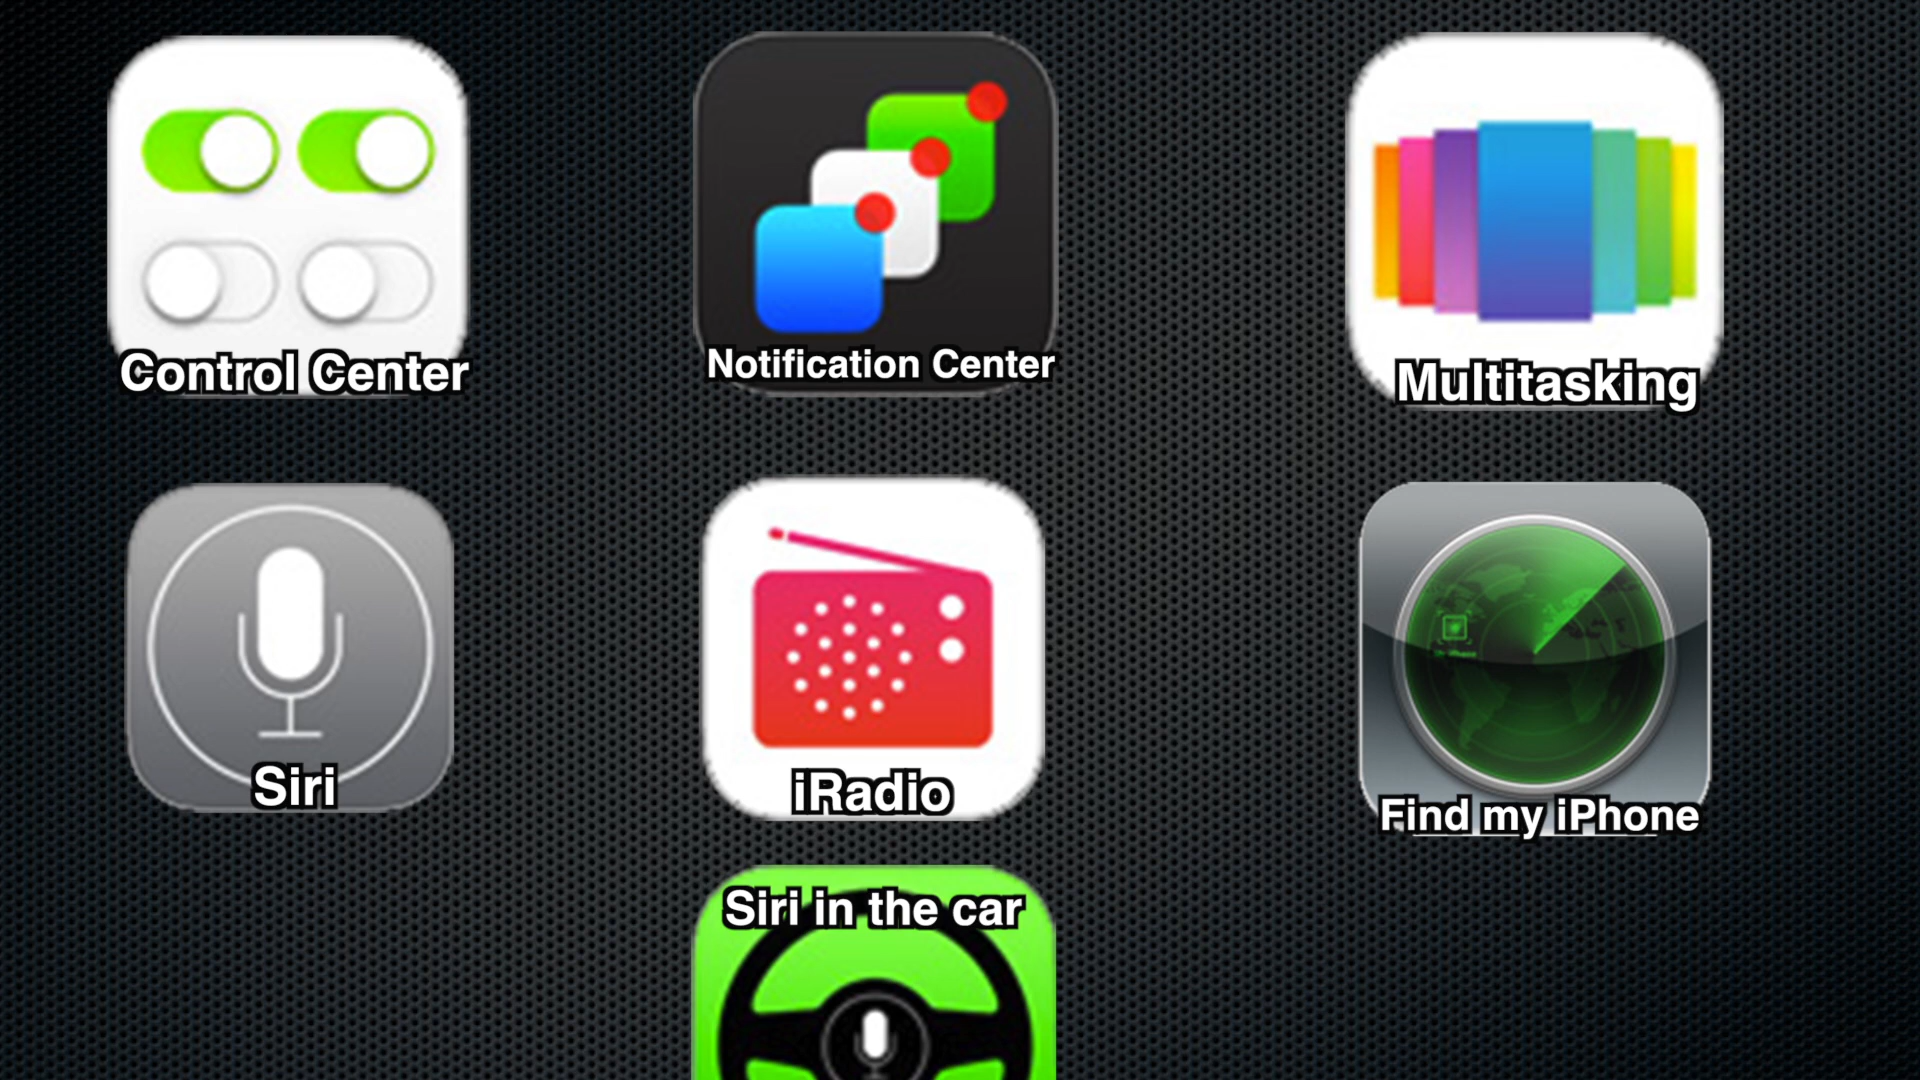 Control Center
Notification Center
Multitasking
Siri
iRadio
Find my iPhone
Siri in the car